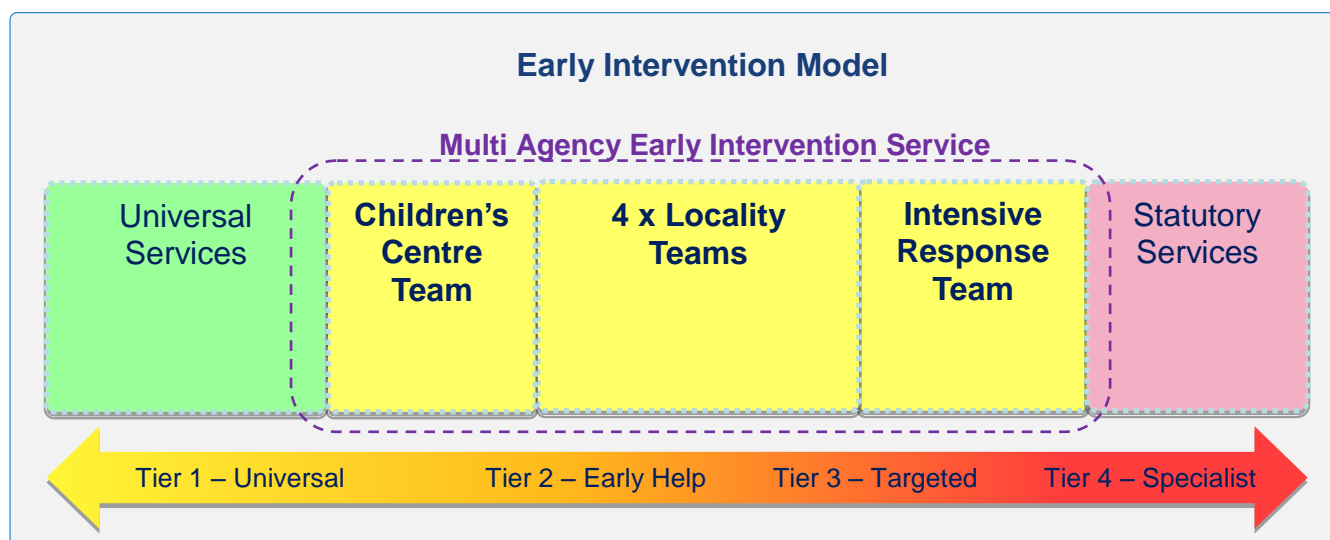 Early Intervention Model
Multi Agency Early Intervention Service
Universal
Services
Children’s
Centre
Team
4 x Locality
Teams
Intensive
Response
Team
Statutory
Services
Tier 1 – Universal
Tier 2 – Early Help
Tier 3 – Targeted
Tier 4 – Specialist